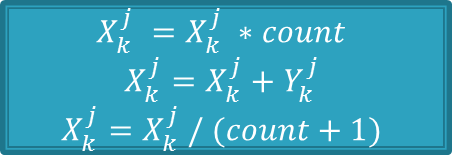 X_k^j = X_k^j * count
X_k^j = X_k^j + Y_k^j
X_k^j = X_k^j / (count + 1)